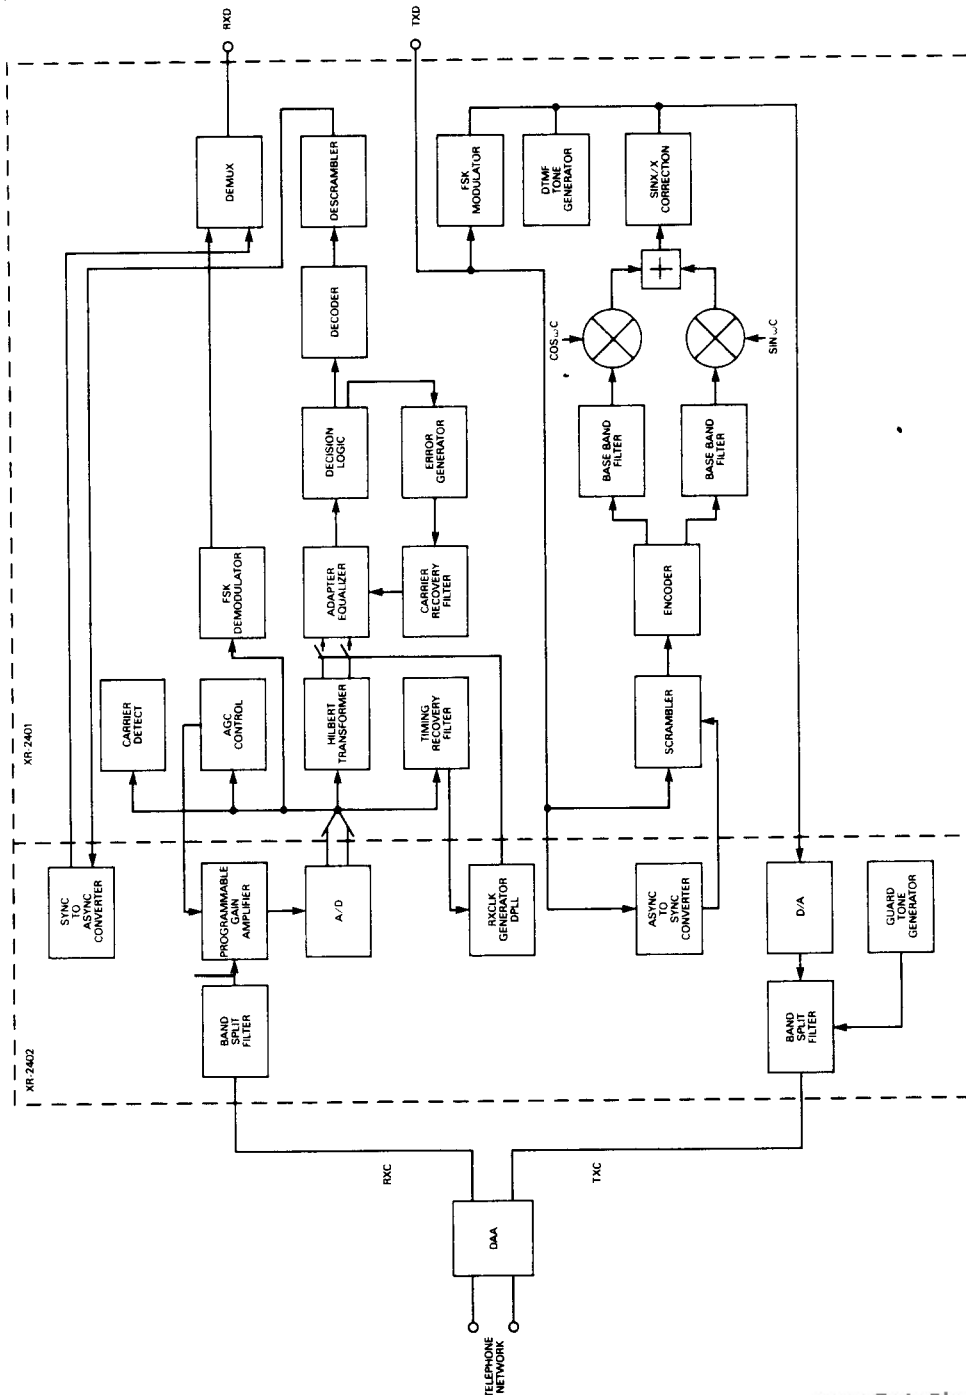 RXD
TXD
XR-2401
DEMUX
DESCRAMBLER
DECODER
FSK
MODULATOR
DTMF
TONE
GENERATOR
SINX/X
CORRECTION
COS ωC
SIN ωC
DECISION
LOGIC
ERROR
GENERATOR
BASE BAND
FILTER
BASE BAND
FILTER
FSK
DEMODULATOR
ADAPTER
EQUALIZER
CARRIER
RECOVERY
FILTER
ENCODER
CARRIER
DETECT
AGC
CONTROL
HILBERT
TRANSFORMER
TIMING
RECOVERY
FILTER
SCRAMBLER
SYNC
TO
ASYNC
CONVERTER
PROGRAMMABLE
GAIN
AMPLIFIER
A/D
RXCLK
GENERATOR
DPLL
ASYNC
TO
SYNC
CONVERTER
D/A
GUARD
TONE
GENERATOR
XR-2402
BAND
SPLIT
FILTER
BAND
SPLIT
FILTER
RXC
TXC
DAA
TELEPHONE
NETWORK